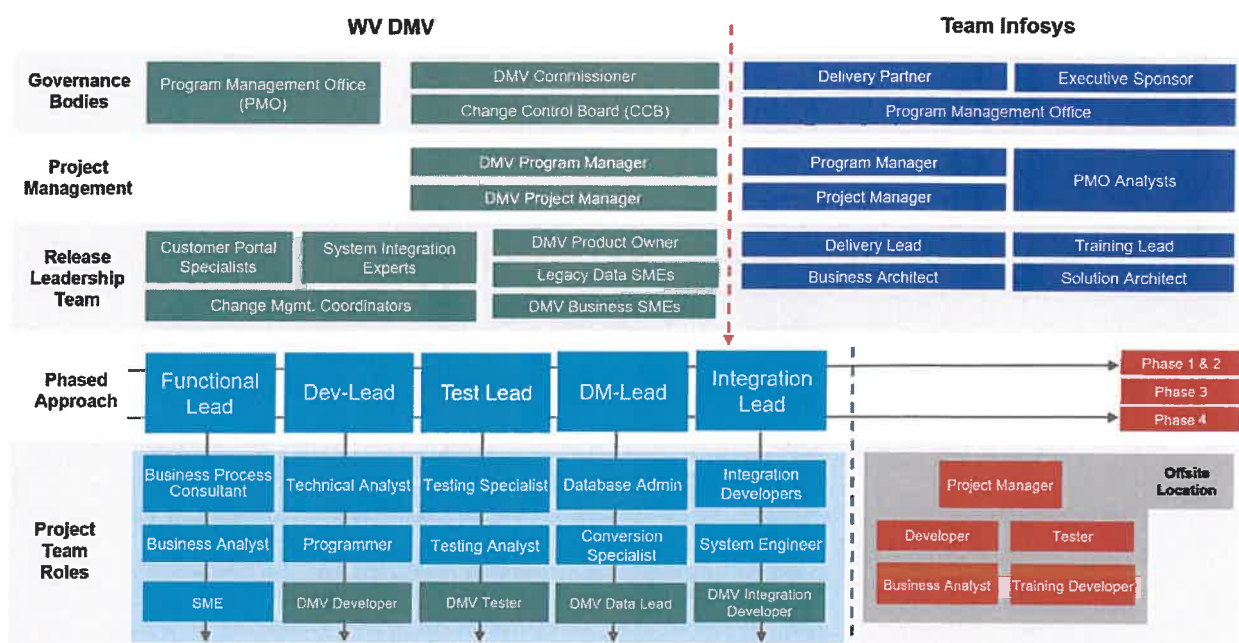 WV DMV
Team Infosys
Governance
Bodies
Program Management Office
(PMO)
DMV Commissioner
Change Control Board (CCB)
Delivery Partner
Executive Sponsor
Program Management Office
Project
Management
DMV Program Manager
DMV Project Manager
Program Manager
Project Manager
PMO Analysts
Release
Leadership
Team
Customer Portal
Specialists
System Integration
Experts
Change Mgmt. Coordinators
DMV Product Owner
Legacy Data SMEs
DMV Business SMEs
Delivery Lead
Training Lead
Business Architect
Solution Architect
Phased
Approach
Functional
Lead
Dev-Lead
Test Lead
DM-Lead
Integration
Lead
Phase 1 & 2
Phase 3
Phase 4
Project
Team
Roles
Business Process
Consultant
Technical Analyst
Testing Specialist
Database Admin
Integration
Developers
Business Analyst
Programmer
Testing Analyst
Conversion
Specialist
System Engineer
SME
DMV Developer
DMV Tester
DMV Data Lead
DMV Integration
Developer
Offsite
Location
Project Manager
Developer
Tester
Business Analyst
Training Developer